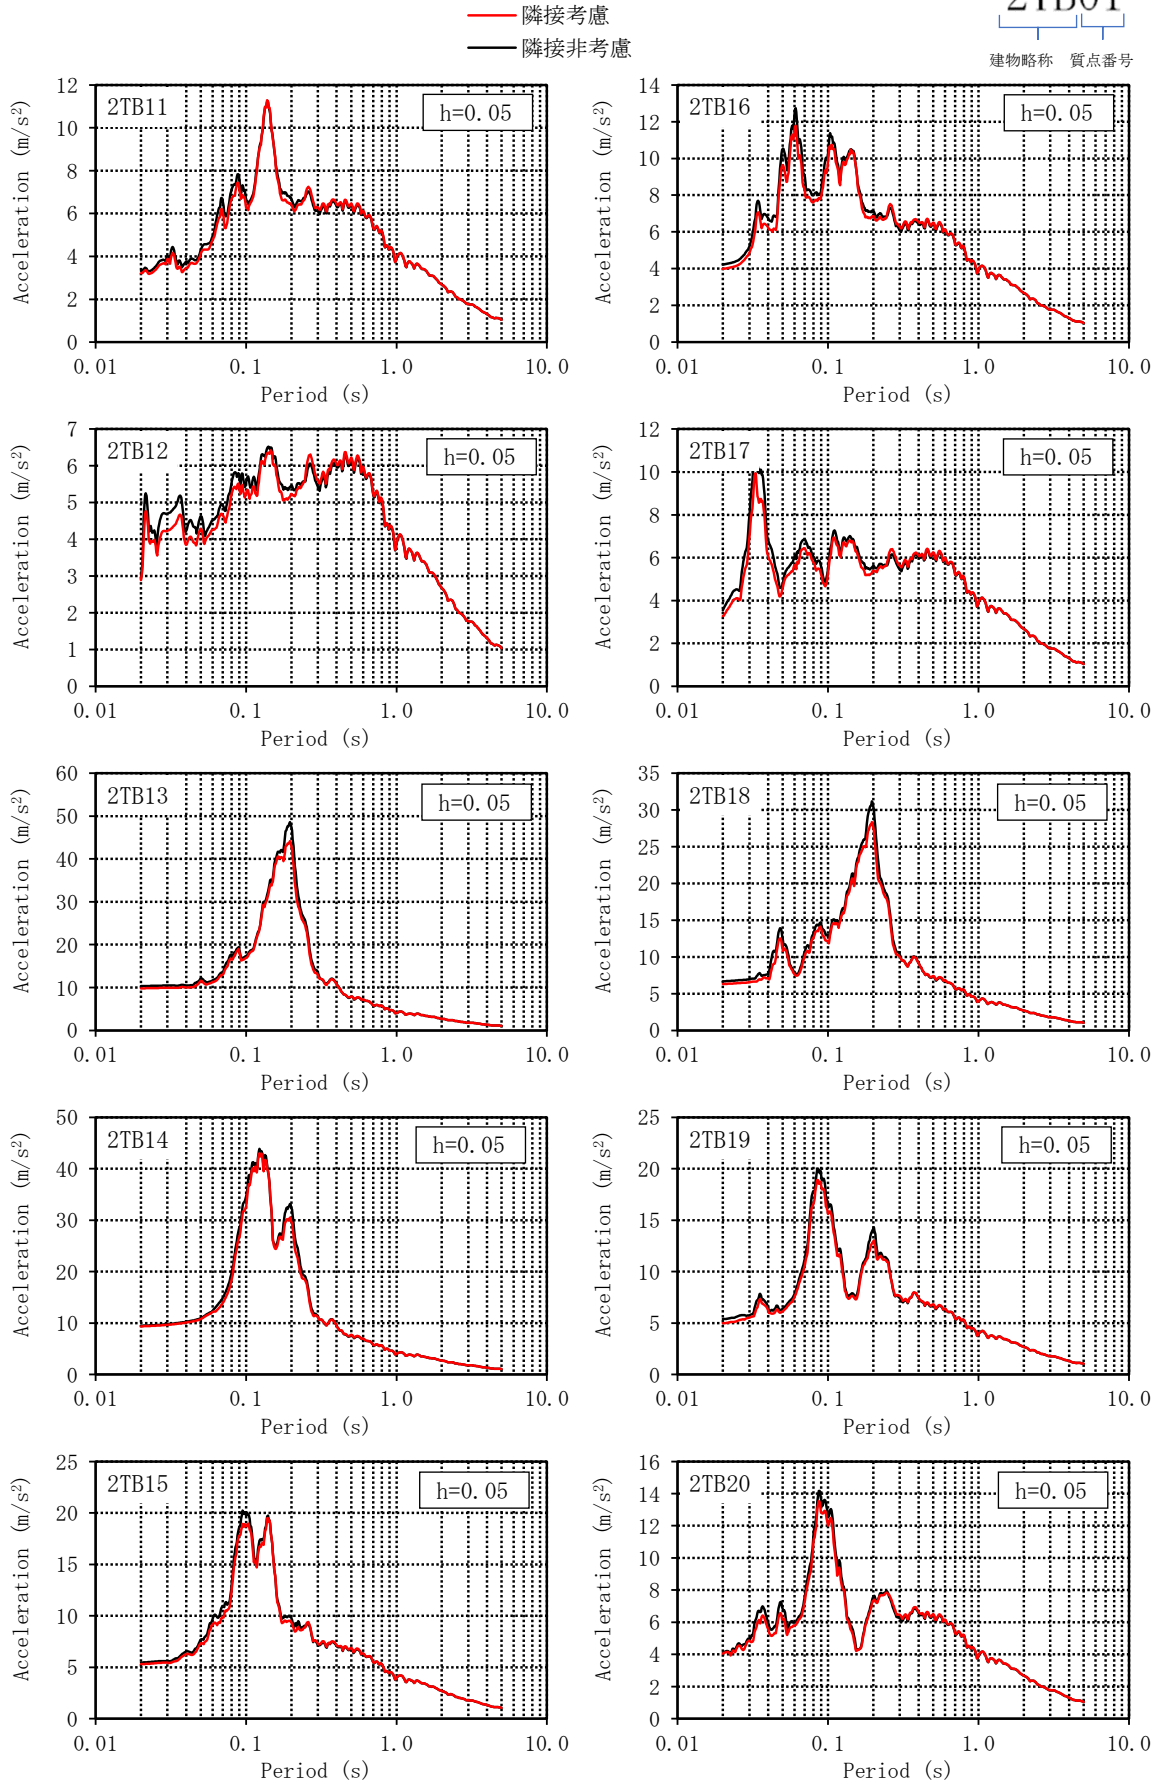 隣接考慮
隣接非考慮
2TB01
建物略称 質点番号
2TB11
h=0.05
Acceleration (m/s²)
12
10
8
6
4
2
0
0.01 0.1 1.0 10.0
Period (s)
2TB16
h=0.05
Acceleration (m/s²)
14
12
10
8
6
4
2
0
0.01 0.1 1.0 10.0
Period (s)
2TB12
h=0.05
Acceleration (m/s²)
7
6
5
4
3
2
1
0
0.01 0.1 1.0 10.0
Period (s)
2TB17
h=0.05
Acceleration (m/s²)
12
10
8
6
4
2
0
0.01 0.1 1.0 10.0
Period (s)
2TB13
h=0.05
Acceleration (m/s²)
60
50
40
30
20
10
0
0.01 0.1 1.0 10.0
Period (s)
2TB18
h=0.05
Acceleration (m/s²)
35
30
25
20
15
10
5
0
0.01 0.1 1.0 10.0
Period (s)
2TB14
h=0.05
Acceleration (m/s²)
50
40
30
20
10
0
0.01 0.1 1.0 10.0
Period (s)
2TB19
h=0.05
Acceleration (m/s²)
25
20
15
10
5
0
0.01 0.1 1.0 10.0
Period (s)
2TB15
h=0.05
Acceleration (m/s²)
25
20
15
10
5
0
0.01 0.1 1.0 10.0
Period (s)
2TB20
h=0.05
Acceleration (m/s²)
16
14
12
10
8
6
4
2
0
0.01 0.1 1.0 10.0
Period (s)